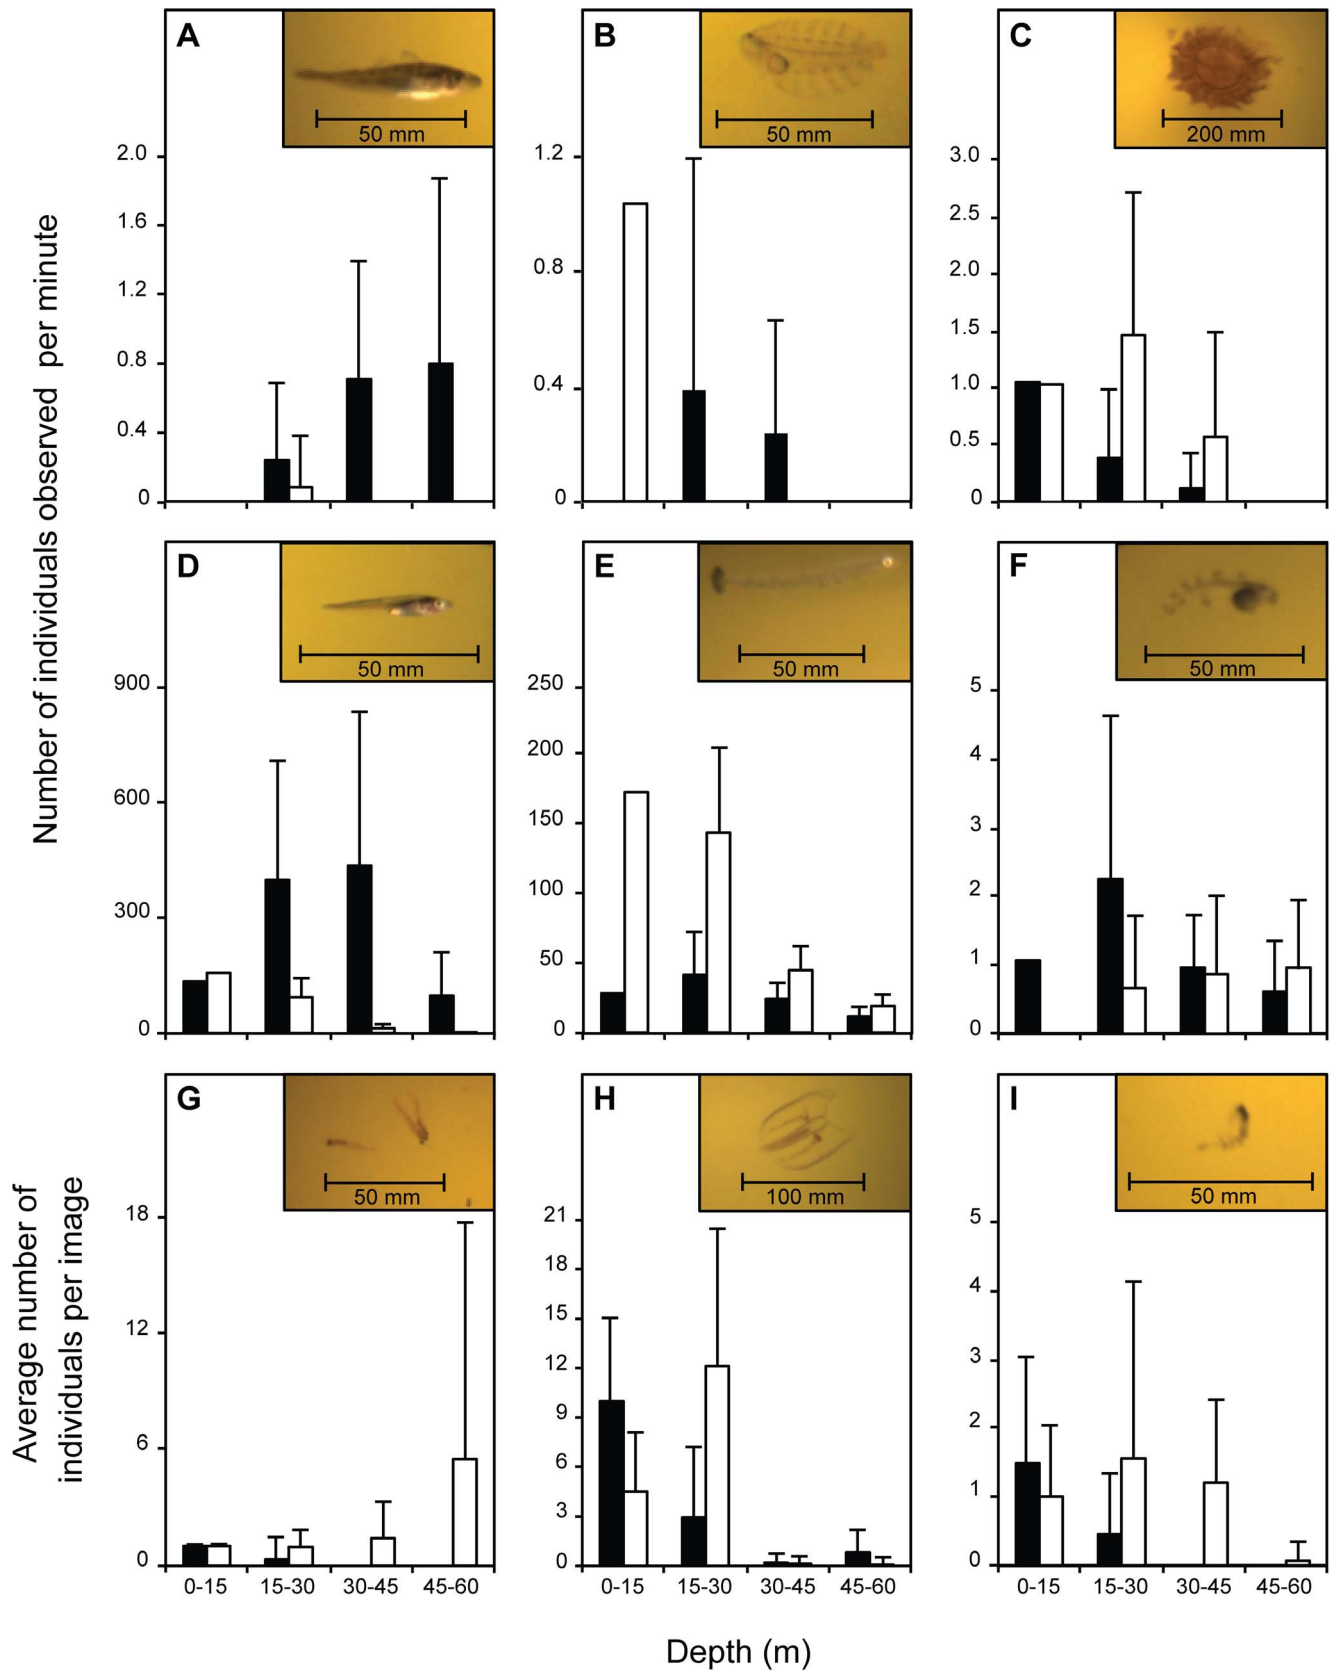 A
50 mm
2.0
1.6
1.2
0.8
0.4
0
B
50 mm
1.2
0.8
0.4
0
C
200 mm
3.0
2.5
2.0
1.5
1.0
0.5
0
Number of individuals observed per minute
D
50 mm
900
600
300
0
E
50 mm
250
200
150
100
50
0
F
50 mm
5
4
3
2
1
0
Average number of
individuals per image
G
50 mm
18
12
6
0
0-15 15-30 30-45 45-60
H
100 mm
21
18
15
12
9
6
3
0
0-15 15-30 30-45 45-60
I
50 mm
5
4
3
2
1
0
0-15 15-30 30-45 45-60
Depth (m)